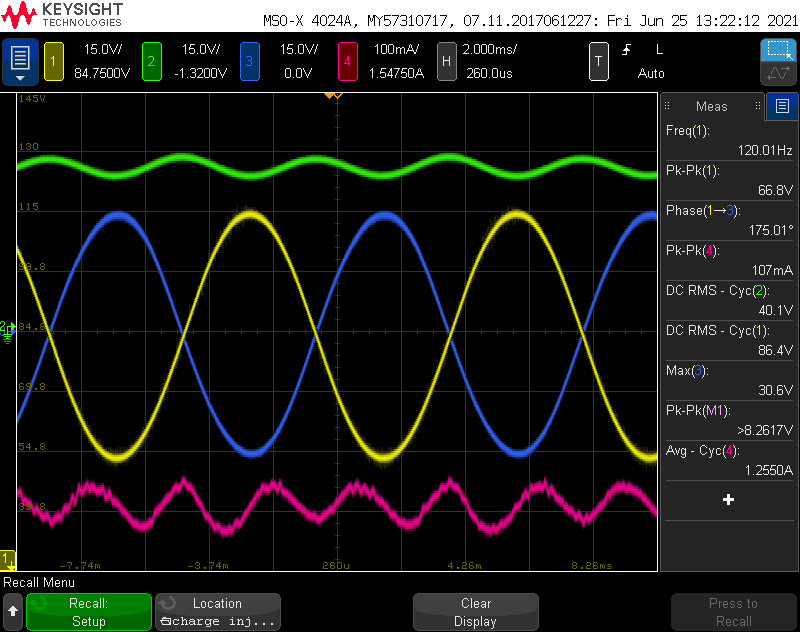 KEYSIGHT
TECHNOLOGIES
MSO-X 4024A, MY57310717, 07.11.2017061227: Fri Jun 25 13:22:12 2021
1 15.0V/ 2 15.0V/ 3 15.0V/ 4 100mA/ H 2.000ms/ T L
84.7500V -1.3200V 0.0V 1.54750A 260.0us Auto
145V
130
115
99.8
84.8
69.8
54.8
39.8
2
1
-7.74m -3.74m 260u 4.26m 8.26ms
Meas
Freq(1):
120.01Hz
Pk-Pk(1):
66.8V
Phase(1→3):
175.01°
Pk-Pk(4):
107mA
DC RMS - Cyc(2):
40.1V
DC RMS - Cyc(1):
86.4V
Max(3):
30.6V
Pk-Pk(M1):
>8.2617V
Avg - Cyc(4):
1.2550A
Recall Menu
Recall:
Setup
Location
charge inj...
Clear
Display
Press to
Recall